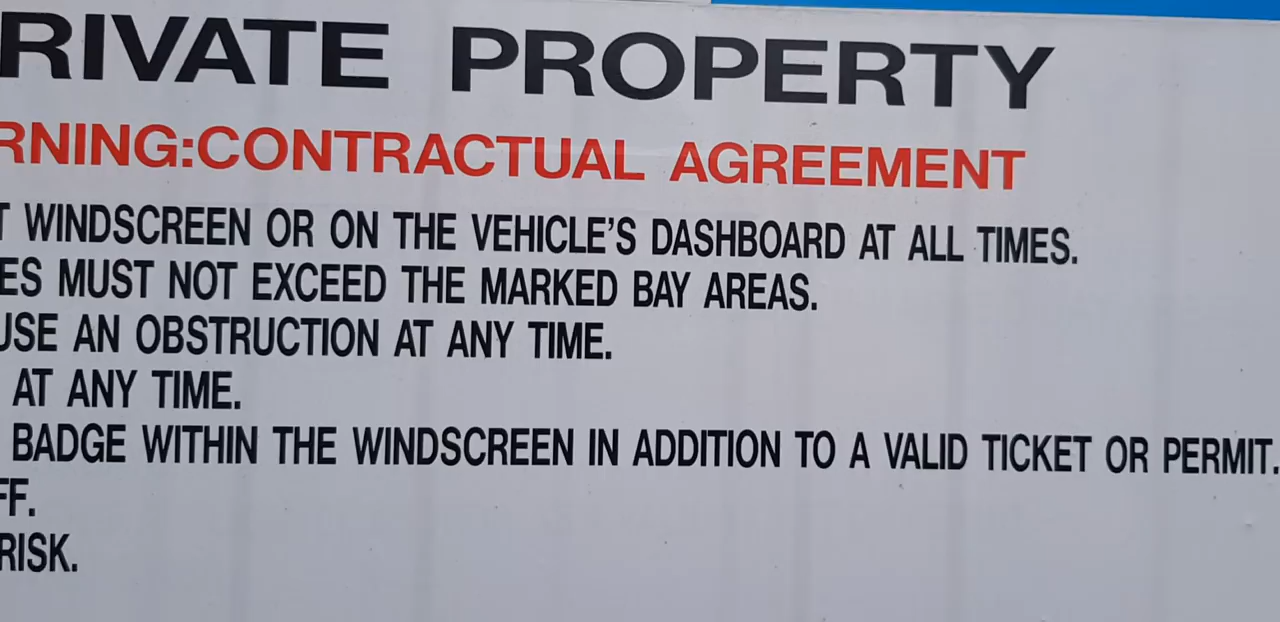 RIVATE PROPERTY
RNING:CONTRACTUAL AGREEMENT
T WINDSCREEN OR ON THE VEHICLE'S DASHBOARD AT ALL TIMES.
ES MUST NOT EXCEED THE MARKED BAY AREAS.
USE AN OBSTRUCTION AT ANY TIME.
AT ANY TIME.
BADGE WITHIN THE WINDSCREEN IN ADDITION TO A VALID TICKET OR PERMIT.
FF.
RISK.